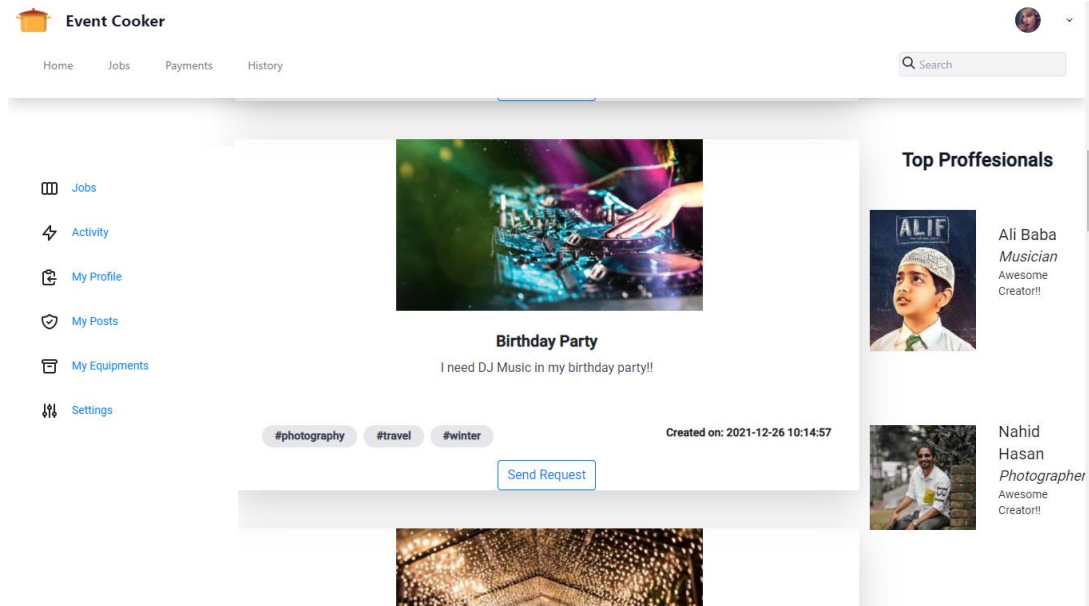 Event Cooker
Home Jobs Payments History
Search
Jobs
Activity
My Profile
My Posts
My Equipments
Settings
Birthday Party
I need DJ Music in my birthday party!!
#photography #travel #winter
Created on: 2021-12-26 10:14:57
Send Request
Top Proffesionals
ALIF
Ali Baba
Musician
Awesome
Creator!!
Nahid
Hasan
Photographer
Awesome
Creator!!